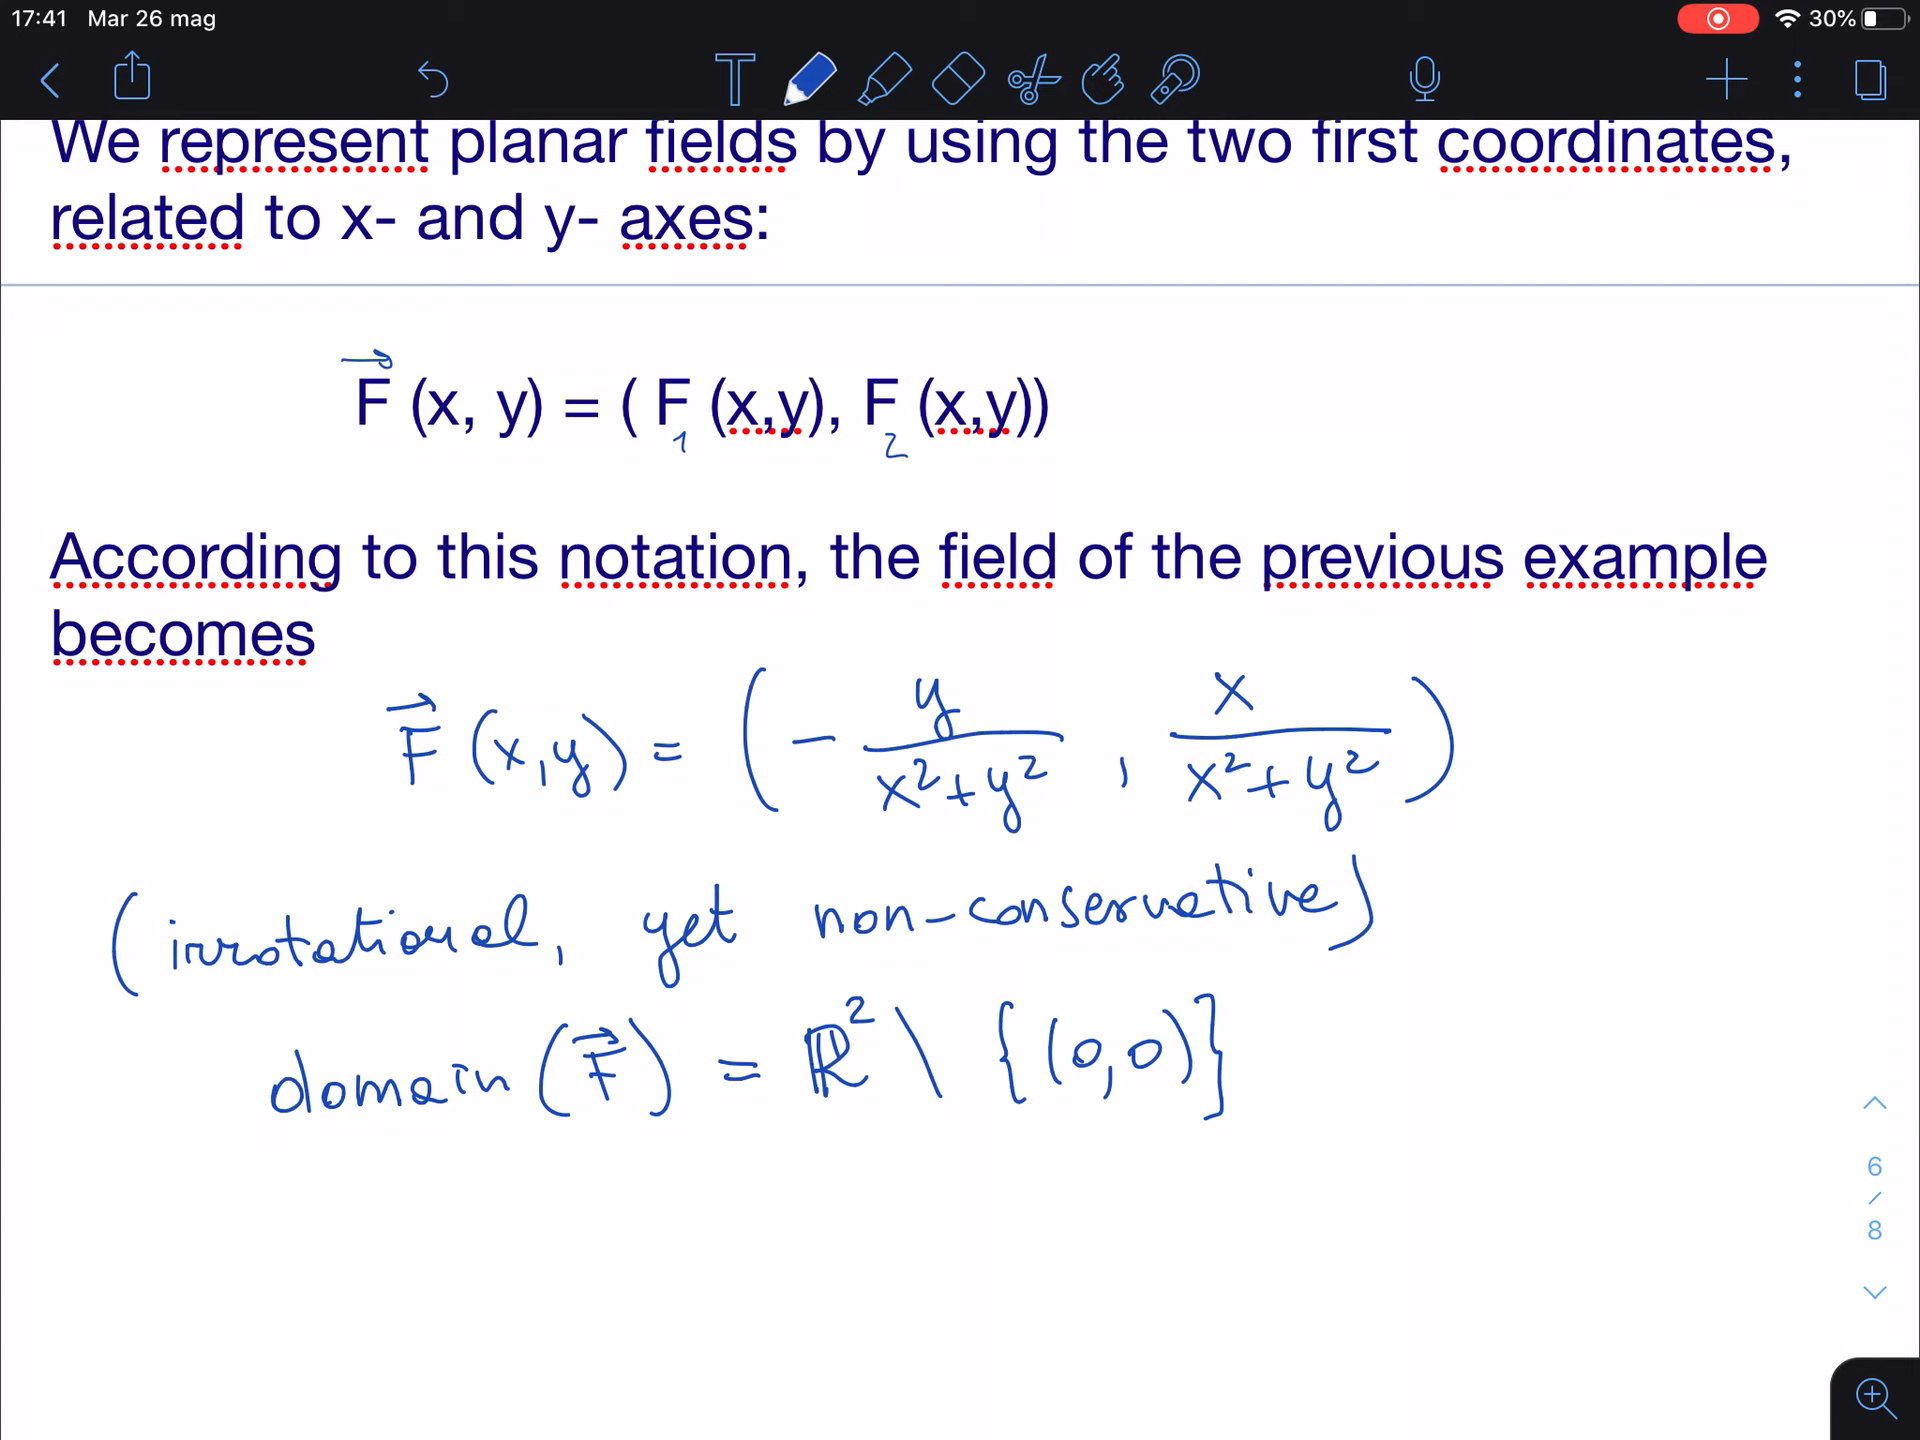 17:41 Mar 26 mag 30%
We represent planar fields by using the two first coordinates,
related to x- and y- axes:
F⃗ (x, y) = ( F₁ (x,y), F₂ (x,y))
According to this notation, the field of the previous example
becomes
F⃗ (x,y) = ( - y/(x²+y²) , x/(x²+y²) )
(irrotational, yet non-conservative)
domain (F⃗) = ℝ² \ {(0,0)}
6
/
8